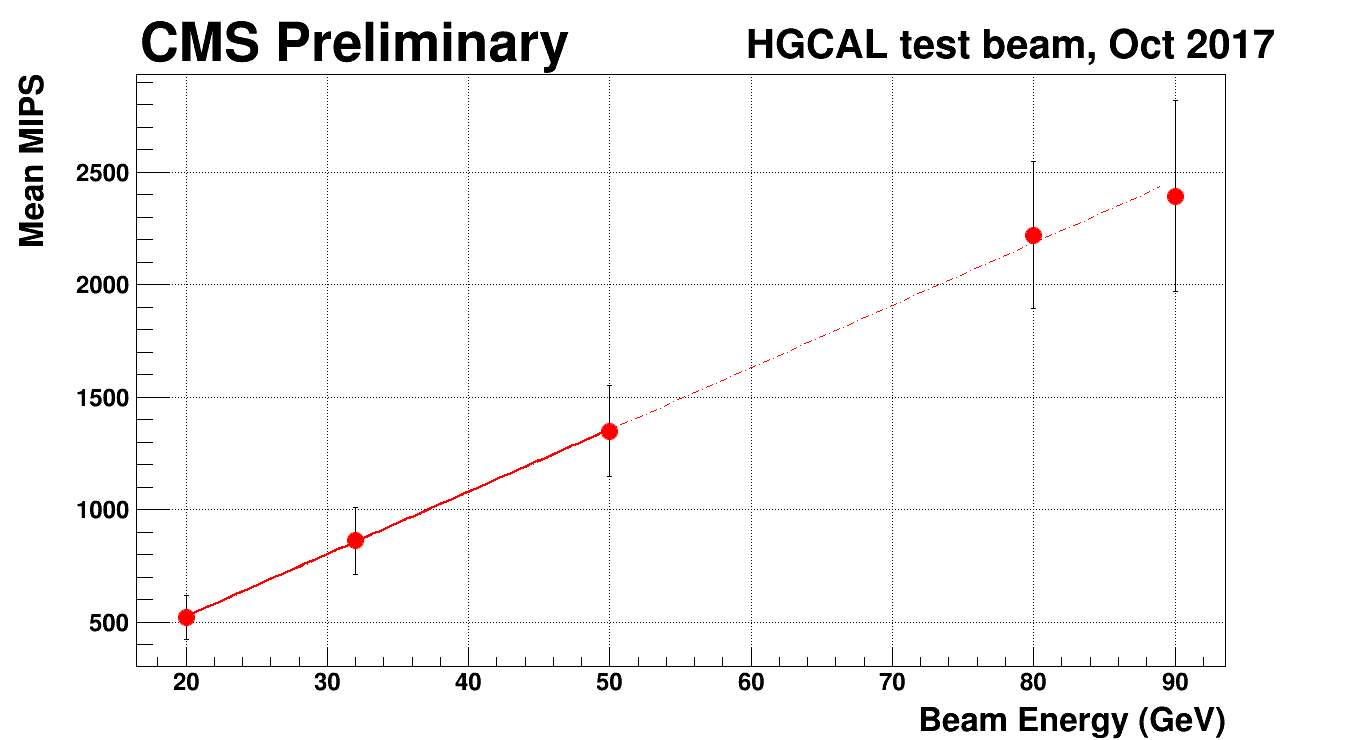 CMS Preliminary
HGCAL test beam, Oct 2017
Mean MIPS
2500
2000
1500
1000
500
20 30 40 50 60 70 80 90
Beam Energy (GeV)